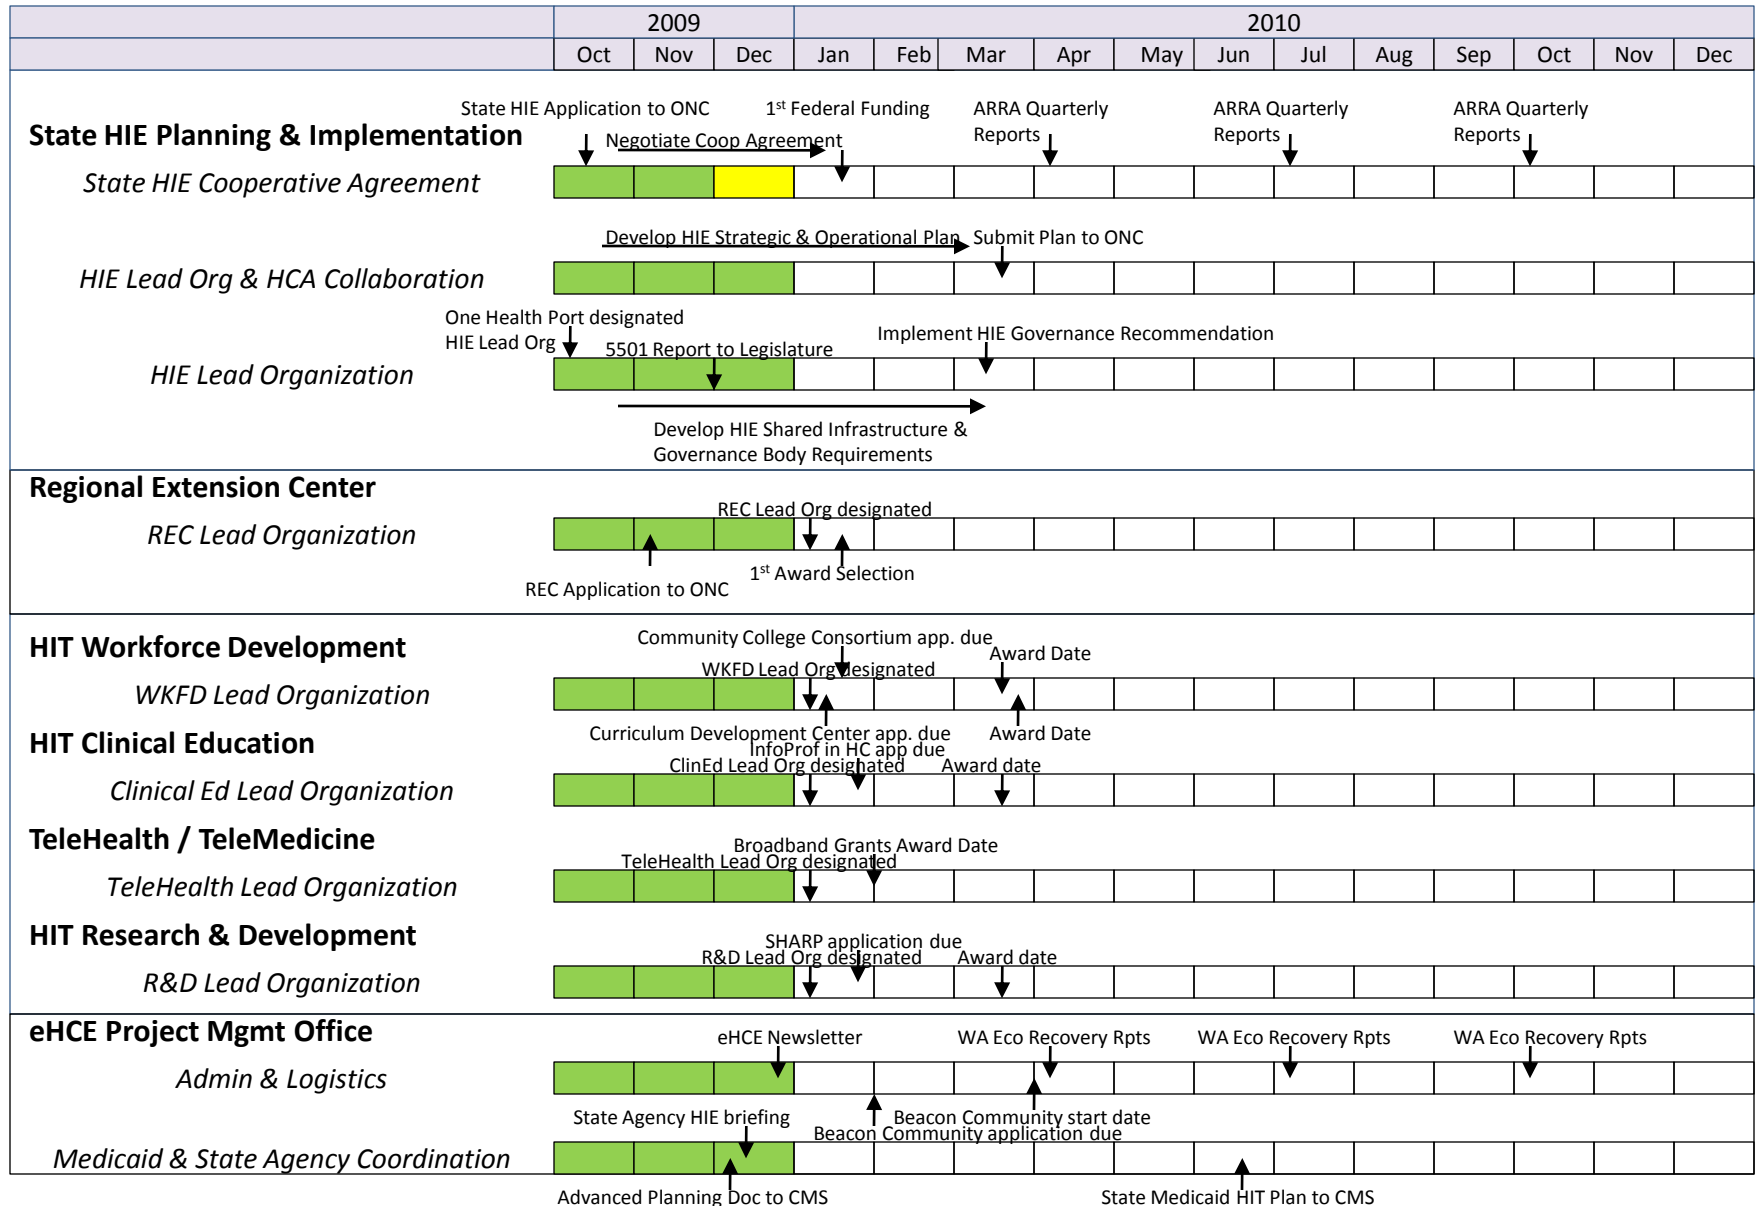 2009 2010
Oct Nov Dec Jan Feb Mar Apr May Jun Jul Aug Sep Oct Nov Dec
State HIE Application to ONC 1st Federal Funding ARRA Quarterly ARRA Quarterly ARRA Quarterly
State HIE Planning & Implementation Negotiate Coop Agreement Reports Reports Reports
State HIE Cooperative Agreement
Develop HIE Strategic & Operational Plan Submit Plan to ONC
HIE Lead Org & HCA Collaboration
One Health Port designated
HIE Lead Org 5501 Report to Legislature Implement HIE Governance Recommendation
HIE Lead Organization
Develop HIE Shared Infrastructure &
Governance Body Requirements
Regional Extension Center
REC Lead Org designated
REC Lead Organization
1st Award Selection
REC Application to ONC
HIT Workforce Development Community College Consortium app. due
Award Date
WKFD Lead Org designated
WKFD Lead Organization
Curriculum Development Center app. due Award Date
HIT Clinical Education InfoProf in HC app due
ClinEd Lead Org designated Award date
Clinical Ed Lead Organization
TeleHealth / TeleMedicine Broadband Grants Award Date
TeleHealth Lead Org designated
TeleHealth Lead Organization
HIT Research & Development SHARP application due
R&D Lead Org designated Award date
R&D Lead Organization
eHCE Project Mgmt Office eHCE Newsletter WA Eco Recovery Rpts WA Eco Recovery Rpts WA Eco Recovery Rpts
Admin & Logistics
State Agency HIE briefing Beacon Community start date
Beacon Community application due
Medicaid & State Agency Coordination
Advanced Planning Doc to CMS State Medicaid HIT Plan to CMS